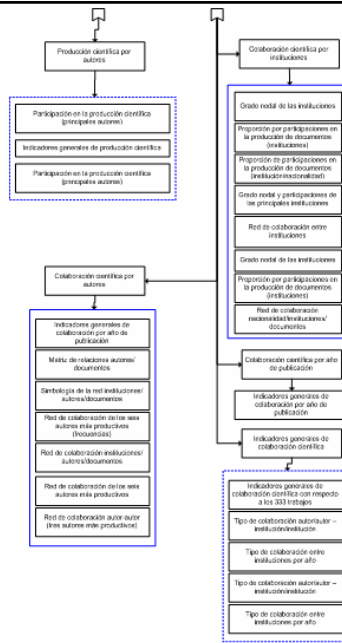 Producción científica por
autores
Participación en la producción científica
(principales autores)
Indicadores generales de producción científica
Participación en la producción científica
(principales autores)
Colaboración científica por
autores
Indicadores generales de
colaboración por año de
publicación
Matriz de relaciones autores/
documentos
Simbología de la red instituciones/
autores/documentos
Red de colaboración de los seis
autores más productivos
(frecuencias)
Red de colaboración instituciones/
autores/documentos
Red de colaboración de los seis
autores más productivos
Red de colaboración autor-autor
(tras autores más productivos)
Colaboración científica por
instituciones
Grado nodal de las instituciones
Proporción por participaciones en
la producción de documentos
(instituciones)
Proporción de participaciones en
la producción de documentos
(institución/nacionalidad)
Grado nodal y participaciones de
las principales instituciones
Red de colaboración entre
instituciones
Grado nodal de las instituciones
Proporción por participaciones en
la producción de documentos
(instituciones)
Red de colaboración
nacionalidad/instituciones/
documentos
Colaboración científica por año
de publicación
Indicadores generales de
colaboración por año de
publicación
Indicadores generales de
colaboración científica
Indicadores generales de
colaboración científica con respecto
a los 333 trabajos
Tipo de colaboración autor/autor –
institución/institución
Tipo de colaboración entre
instituciones por año
Tipo de colaboración autor/autor –
institución/institución
Tipo de colaboración entre
instituciones por año